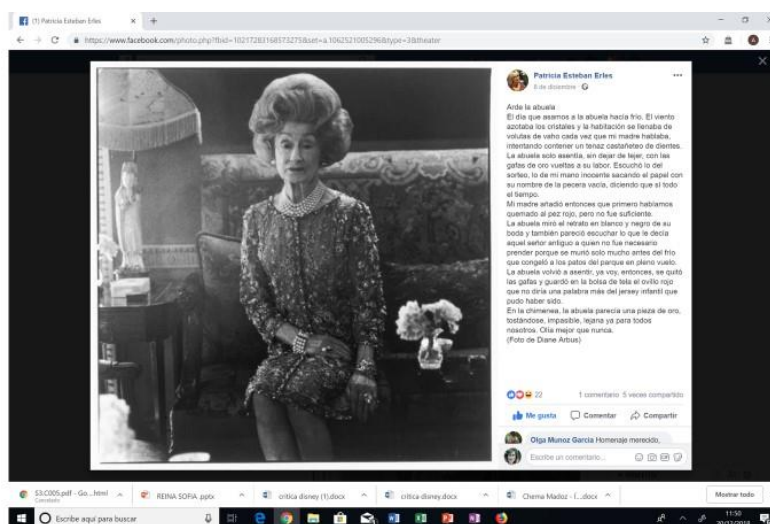 (1) Patricia Esteban Erles
https://www.facebook.com/photo.php?fbid=10217283168573275&set=a.1062521005296&type=3&theater
Patricia Esteban Erles
8 de diciembre
Arde la abuela
El día que asamos a la abuela hacía frío. El viento
azotaba los cristales y la habitación se llenaba de
volutas de vaho cada vez que mi madre hablaba,
intentando contener un tenaz castañeteo de dientes.
La abuela solo asentía, sin dejar de tejer, con las
gafas de oro vueltas a su labor. Escuchó lo del
sorteo, lo de mi mano inocente sacando el papel con
su nombre de la pecera vacía, diciendo que sí todo
el tiempo.
Mi madre añadió entonces que primero habíamos
quemado al pez rojo, pero no fue suficiente.
La abuela miró el retrato en blanco y negro de su
boda y también pareció escuchar lo que le decía
aquel señor antiguo a quien no fue necesario
prender porque se murió solo mucho antes del frío
que congeló a los patos del parque en pleno vuelo.
La abuela volvió a asentir, ya voy, entonces, se quitó
las gafas y guardó en la bolsa de tela el ovillo rojo
que no diría una palabra más del jersey infantil que
pudo haber sido.
En la chimenea, la abuela parecía una pieza de oro,
tostándose, impasible, lejana ya para todos
nosotros. Olía mejor que nunca.
(Foto de Diane Arbus)
22
1 comentario 5 veces compartido
Me gusta Comentar Compartir
Olga Munoz Garcia Homenaje merecido,
Escribe un comentario...
S3.C005.pdf - Go....html
Cancelado
REINA SOFIA .pptx
critica disney (1).docx
critica disney.docx
Chema Madoz - (....docx
Mostrar todo
Escribe aquí para buscar
11:50
20/12/2018